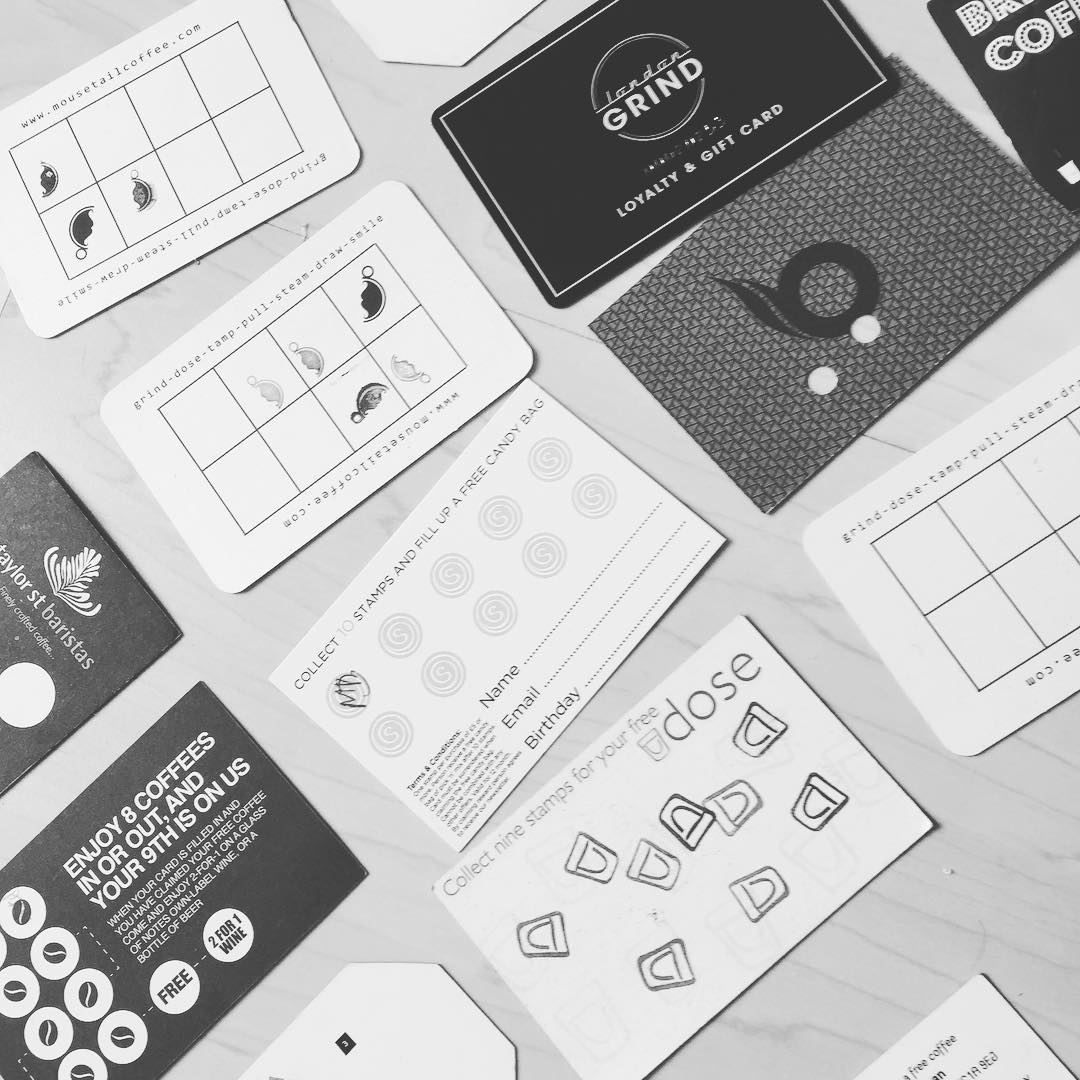 www.mousetailcoffee.com
grind-dose-tamp-pull-steam-draw-smile
london
GRIND
LOYALTY & GIFT CARD
COFF
grind-dose-tamp-pull-steam-draw-smile
www.mousetailcoffee.com
grind-dose-tamp-pull-steam-dra
ee.com
taylor st baristas
Finely crafted coffee...
COLLECT 10 STAMPS AND FILL UP A FREE CANDY BAG
S
S
S
S
S
S
S
S
S
Name
Email
Birthday
Terms & Conditions:
ENJOY 8 COFFEES
IN OR OUT, AND
YOUR 9TH IS ON US
WHEN YOUR CARD IS FILLED IN AND
YOU HAVE CLAIMED YOUR FREE COFFEE
COME AND ENJOY 2-FOR-1 ON A GLASS
OF NOTES OWN-LABEL WINE, OR A
BOTTLE OF BEER
FREE
2 FOR 1
WINE
Collect nine stamps for your free
dose
3
a free coffee